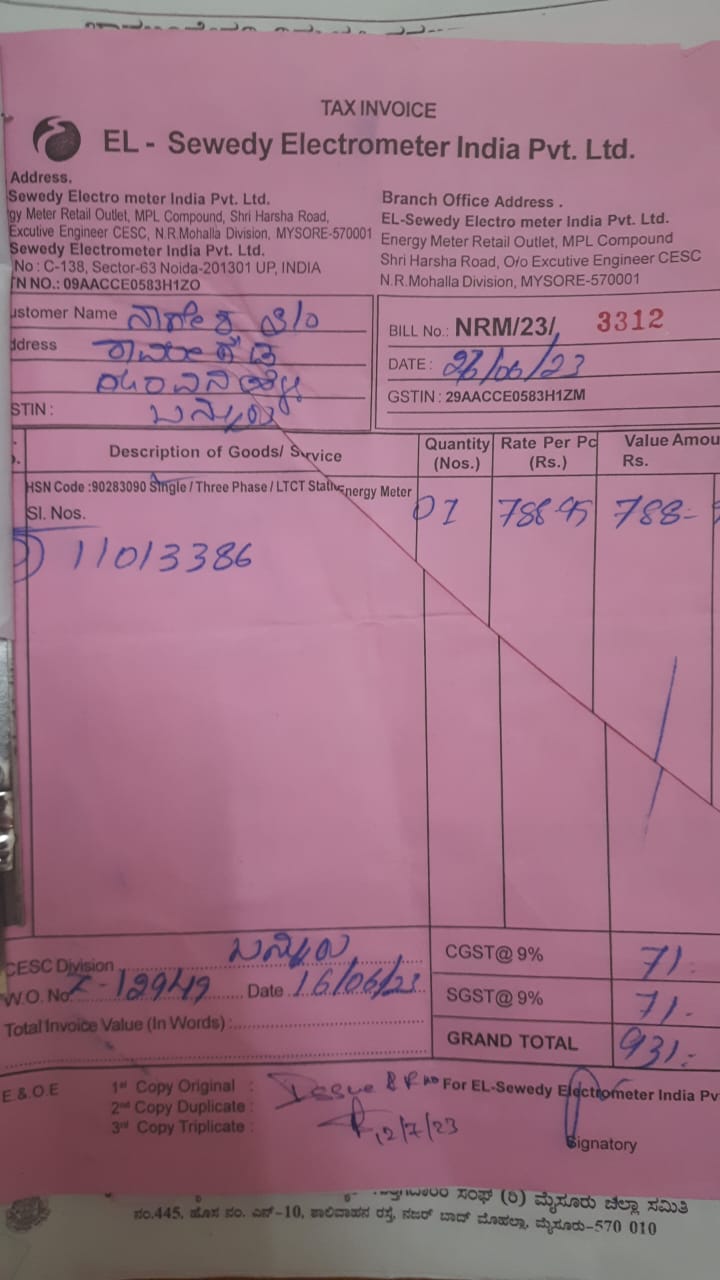 TAX INVOICE
EL - Sewedy Electrometer India Pvt. Ltd.
Address.
Sewedy Electro meter India Pvt. Ltd.
gy Meter Retail Outlet, MPL Compound, Shri Harsha Road,
Excutive Engineer CESC, N.R.Mohalla Division, MYSORE-570001
Sewedy Electrometer India Pvt. Ltd.
No : C-138, Sector-63 Noida-201301 UP, INDIA
TN NO.: 09AACCE0583H1ZO
Branch Office Address .
EL-Sewedy Electro meter India Pvt. Ltd.
Energy Meter Retail Outlet, MPL Compound
Shri Harsha Road, O/o Excutive Engineer CESC
N.R.Mohalla Division, MYSORE-570001
ustomer Name
ddress
STIN : ಬನ್ನೂರು
BILL No.: NRM/23/ 3312
DATE : /06/23
GSTIN : 29AACCE0583H1ZM
Description of Goods/ Service
Quantity (Nos.)
Rate Per Pc (Rs.)
Value Amou Rs.
HSN Code :90283090 Single / Three Phase / LTCT Static Energy Meter
Sl. Nos.
01 788-95 788-
11013386
CESC Division ಬನ್ನೂರು
W.O. No. Date 16/06/23
Total Invoice Value (In Words) :
CGST@ 9% 71.
SGST@ 9% 71.-
GRAND TOTAL 931.-
E & O.E
1st Copy Original :
2nd Copy Duplicate :
3rd Copy Triplicate :
Issue
12/7/23
For EL-Sewedy Electrometer India Pv
Signatory
ಸಂಘ (ರಿ) ಮೈಸೂರು ಜಿಲ್ಲಾ ಸಮಿತಿ
ನಂ.445, ಹೊಸ ನಂ. ಎನ್-10, ಶಾಲಿವಾಹನ ರಸ್ತೆ, ನಜರ್ ಬಾದ್ ಮೊಹಲ್ಲಾ, ಮೈಸೂರು-570 010